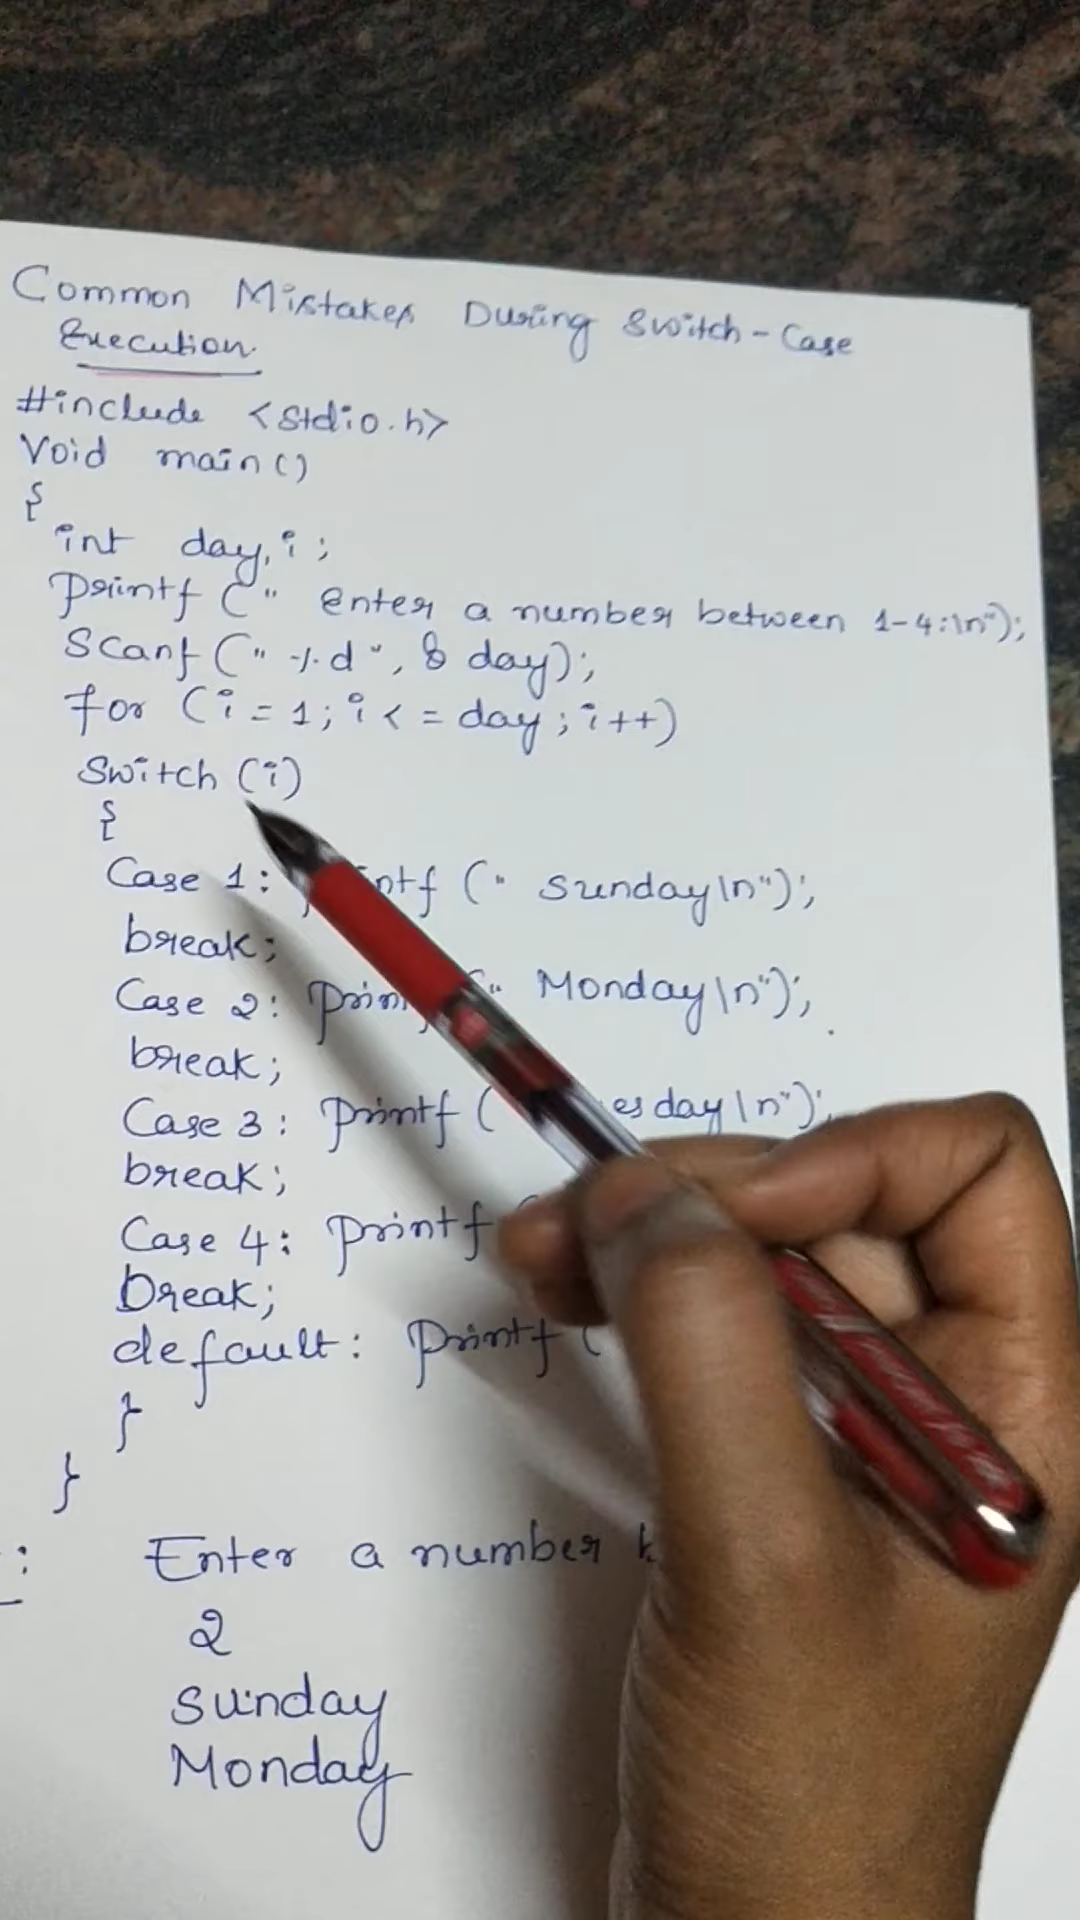 Common Mistakes During Switch-Case
Execution.
#include <stdio.h>
Void main()
{
int day, i;
Printf (" enter a number between 1-4:\n");
Scanf (" %d", & day);
for (i = 1; i < = day; i++)
Switch (i)
{
Case 1: (" Sunday\n");
break;
Case 2: " Monday\n");
break;
Case 3: printf (
break;
Case 4: printf
Break;
default: printf (
}
}
: Enter a number
2
Sunday
Monday